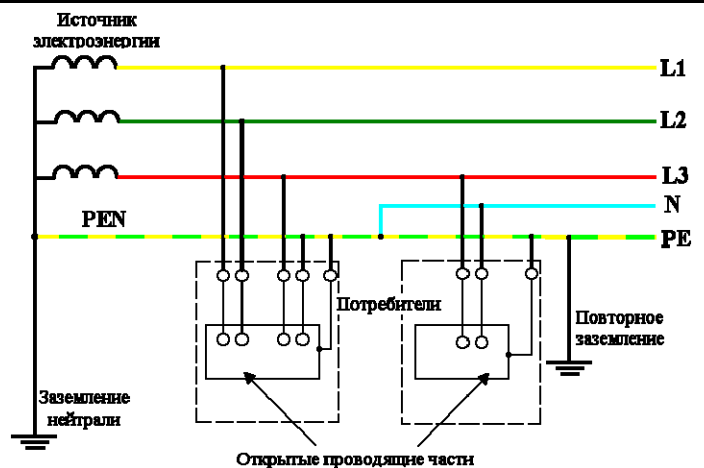 Источник
электроэнергии
L1
L2
L3
N
PEN
PE
Потребители
Повторное
заземление
Заземление
нейтрали
Открытые проводящие части